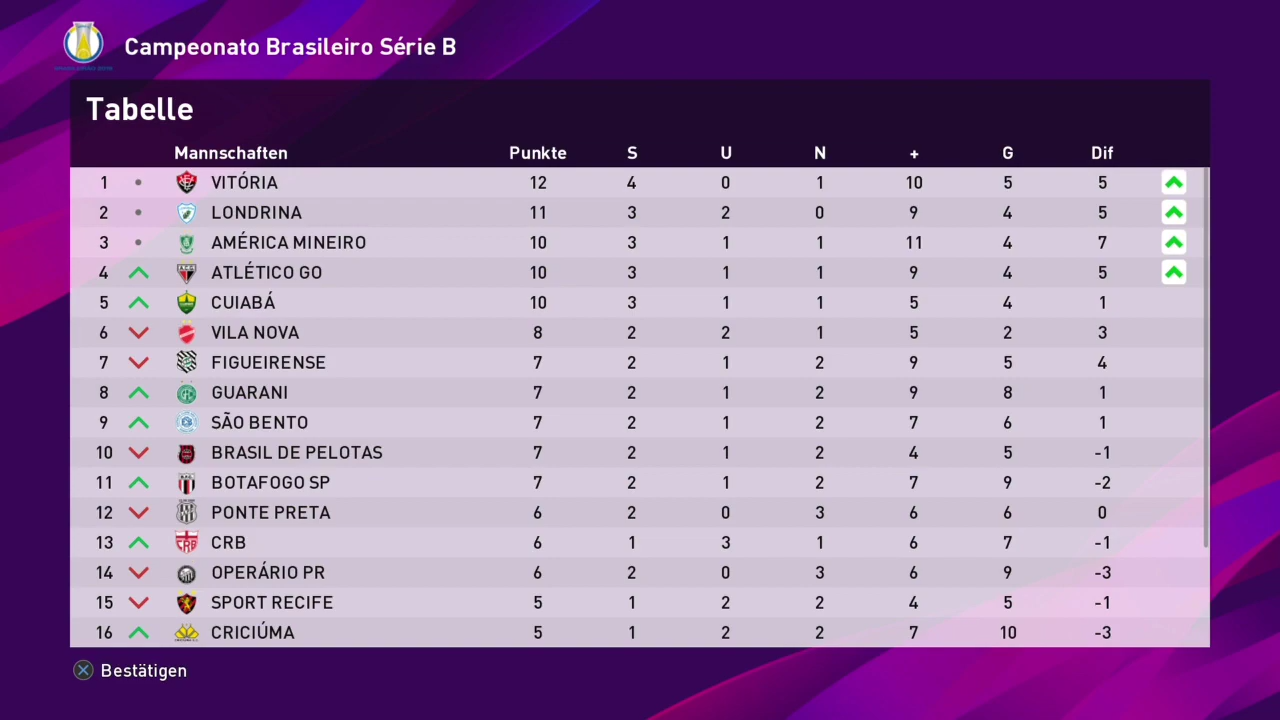 Campeonato Brasileiro Série B
Tabelle
Mannschaften Punkte S U N + G Dif
1 VITÓRIA 12 4 0 1 10 5 5
2 LONDRINA 11 3 2 0 9 4 5
3 AMÉRICA MINEIRO 10 3 1 1 11 4 7
4 ATLÉTICO GO 10 3 1 1 9 4 5
5 CUIABÁ 10 3 1 1 5 4 1
6 VILA NOVA 8 2 2 1 5 2 3
7 FIGUEIRENSE 7 2 1 2 9 5 4
8 GUARANI 7 2 1 2 9 8 1
9 SÃO BENTO 7 2 1 2 7 6 1
10 BRASIL DE PELOTAS 7 2 1 2 4 5 -1
11 BOTAFOGO SP 7 2 1 2 7 9 -2
12 PONTE PRETA 6 2 0 3 6 6 0
13 CRB 6 1 3 1 6 7 -1
14 OPERÁRIO PR 6 2 0 3 6 9 -3
15 SPORT RECIFE 5 1 2 2 4 5 -1
16 CRICIÚMA 5 1 2 2 7 10 -3
Bestätigen